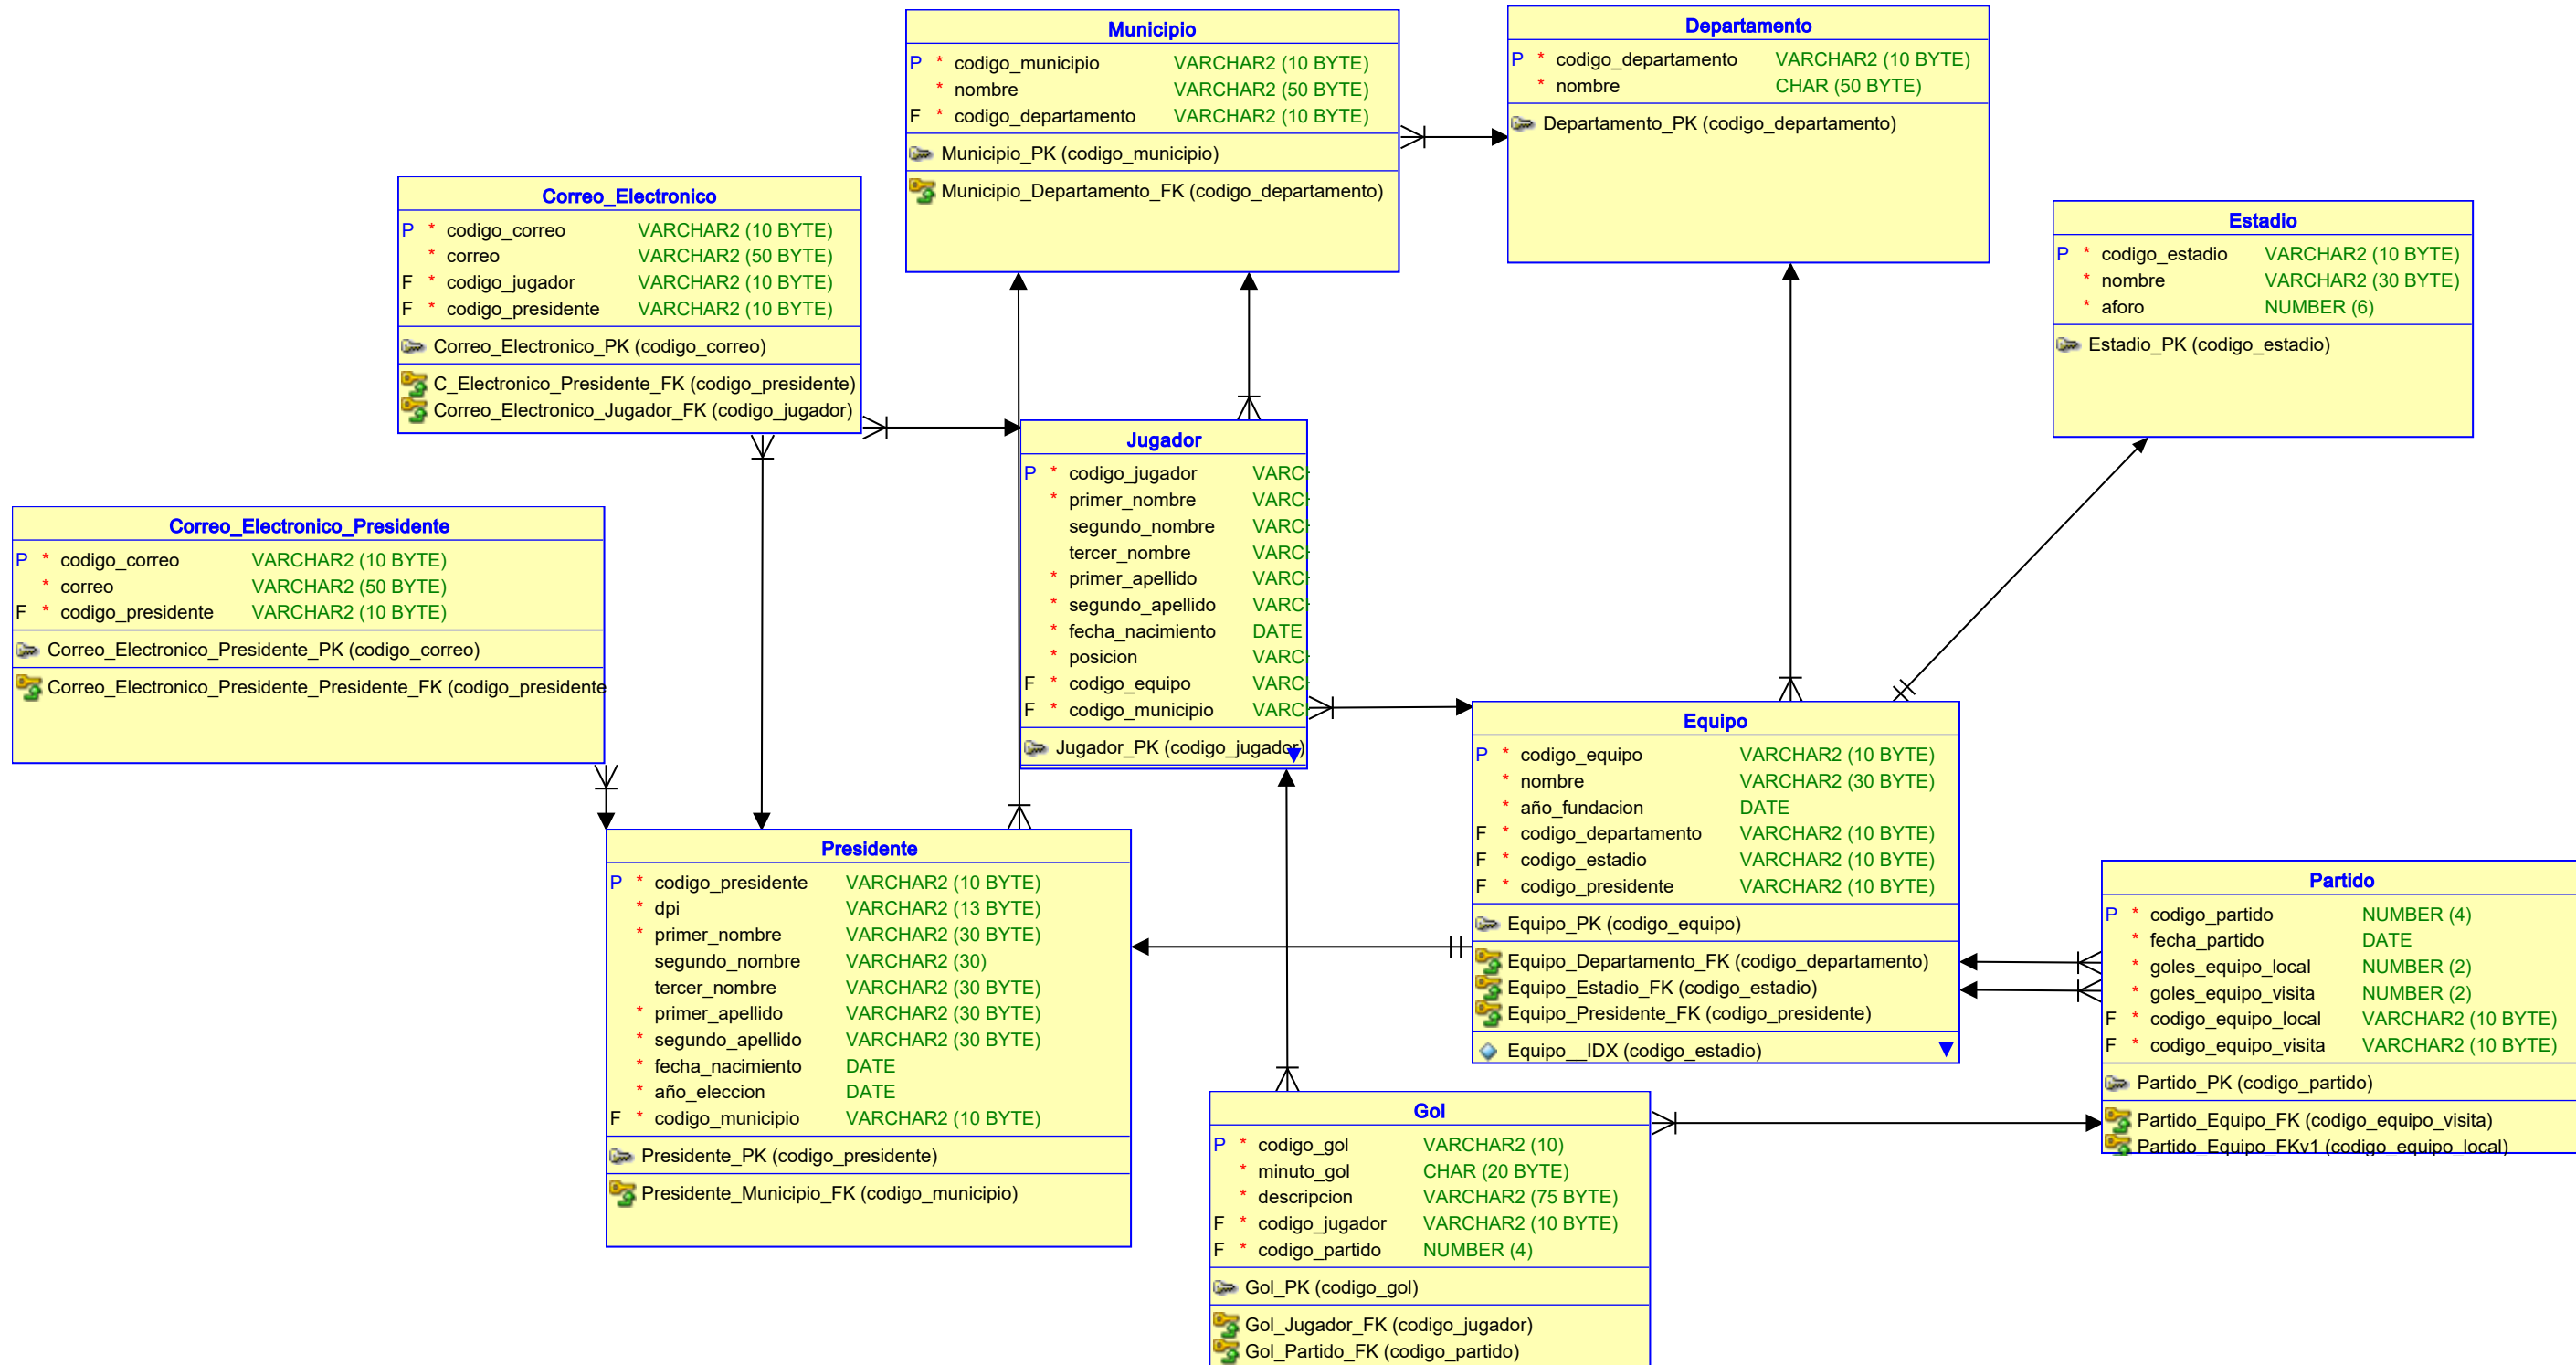 Municipio
P * codigo_municipio VARCHAR2 (10 BYTE)
* nombre VARCHAR2 (50 BYTE)
F * codigo_departamento VARCHAR2 (10 BYTE)
Municipio_PK (codigo_municipio)
Municipio_Departamento_FK (codigo_departamento)
Departamento
P * codigo_departamento VARCHAR2 (10 BYTE)
* nombre CHAR (50 BYTE)
Departamento_PK (codigo_departamento)
Correo_Electronico
P * codigo_correo VARCHAR2 (10 BYTE)
* correo VARCHAR2 (50 BYTE)
F * codigo_jugador VARCHAR2 (10 BYTE)
F * codigo_presidente VARCHAR2 (10 BYTE)
Correo_Electronico_PK (codigo_correo)
C_Electronico_Presidente_FK (codigo_presidente)
Correo_Electronico_Jugador_FK (codigo_jugador)
Estadio
P * codigo_estadio VARCHAR2 (10 BYTE)
* nombre VARCHAR2 (30 BYTE)
* aforo NUMBER (6)
Estadio_PK (codigo_estadio)
Jugador
P * codigo_jugador VARC
* primer_nombre VARC
segundo_nombre VARC
tercer_nombre VARC
* primer_apellido VARC
* segundo_apellido VARC
* fecha_nacimiento DATE
* posicion VARC
F * codigo_equipo VARC
F * codigo_municipio VARC
Jugador_PK (codigo_jugador)
Correo_Electronico_Presidente
P * codigo_correo VARCHAR2 (10 BYTE)
* correo VARCHAR2 (50 BYTE)
F * codigo_presidente VARCHAR2 (10 BYTE)
Correo_Electronico_Presidente_PK (codigo_correo)
Correo_Electronico_Presidente_Presidente_FK (codigo_presidente
Equipo
P * codigo_equipo VARCHAR2 (10 BYTE)
* nombre VARCHAR2 (30 BYTE)
* año_fundacion DATE
F * codigo_departamento VARCHAR2 (10 BYTE)
F * codigo_estadio VARCHAR2 (10 BYTE)
F * codigo_presidente VARCHAR2 (10 BYTE)
Equipo_PK (codigo_equipo)
Equipo_Departamento_FK (codigo_departamento)
Equipo_Estadio_FK (codigo_estadio)
Equipo_Presidente_FK (codigo_presidente)
Equipo__IDX (codigo_estadio)
Presidente
P * codigo_presidente VARCHAR2 (10 BYTE)
* dpi VARCHAR2 (13 BYTE)
* primer_nombre VARCHAR2 (30 BYTE)
segundo_nombre VARCHAR2 (30)
tercer_nombre VARCHAR2 (30 BYTE)
* primer_apellido VARCHAR2 (30 BYTE)
* segundo_apellido VARCHAR2 (30 BYTE)
* fecha_nacimiento DATE
* año_eleccion DATE
F * codigo_municipio VARCHAR2 (10 BYTE)
Presidente_PK (codigo_presidente)
Presidente_Municipio_FK (codigo_municipio)
Partido
P * codigo_partido NUMBER (4)
* fecha_partido DATE
* goles_equipo_local NUMBER (2)
* goles_equipo_visita NUMBER (2)
F * codigo_equipo_local VARCHAR2 (10 BYTE)
F * codigo_equipo_visita VARCHAR2 (10 BYTE)
Partido_PK (codigo_partido)
Partido_Equipo_FK (codigo_equipo_visita)
Partido_Equipo_FKv1 (codigo_equipo_local)
Gol
P * codigo_gol VARCHAR2 (10)
* minuto_gol CHAR (20 BYTE)
* descripcion VARCHAR2 (75 BYTE)
F * codigo_jugador VARCHAR2 (10 BYTE)
F * codigo_partido NUMBER (4)
Gol_PK (codigo_gol)
Gol_Jugador_FK (codigo_jugador)
Gol_Partido_FK (codigo_partido)